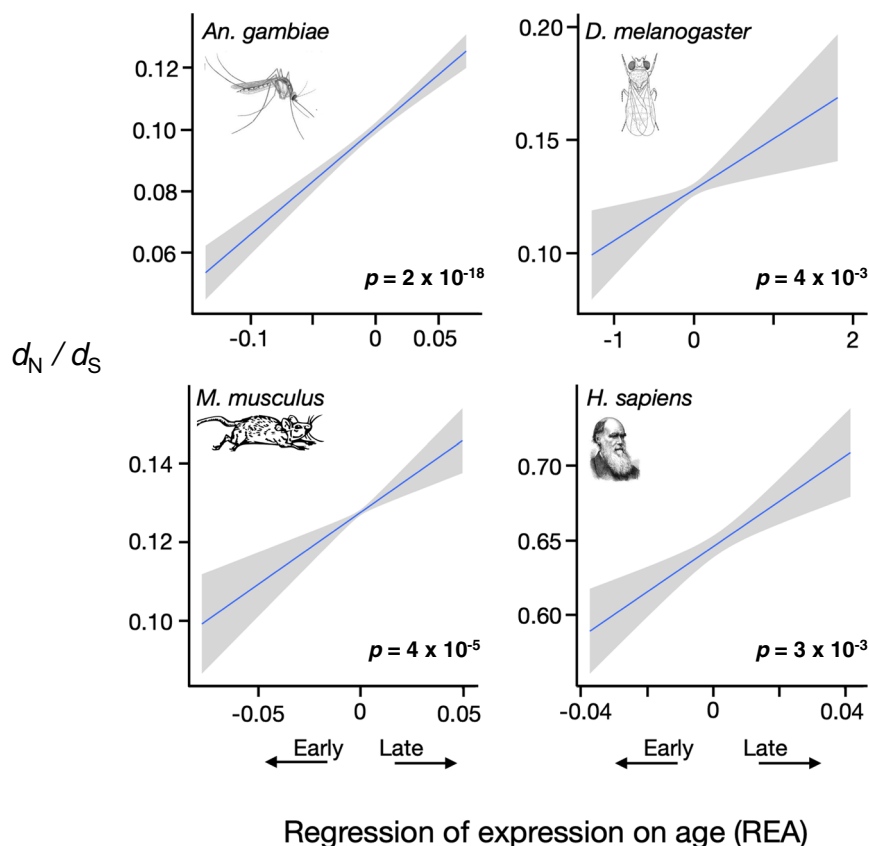 An. gambiae
0.12
0.10
0.08
0.06
p = 2 x 10-18
-0.1
0
0.05
D. melanogaster
0.20
0.15
0.10
p = 4 x 10-3
-1
0
2
dN / dS
M. musculus
0.14
0.12
0.10
p = 4 x 10-5
-0.05
0
0.05
Early
Late
H. sapiens
0.70
0.65
0.60
p = 3 x 10-3
-0.04
0
0.04
Early
Late
Regression of expression on age (REA)